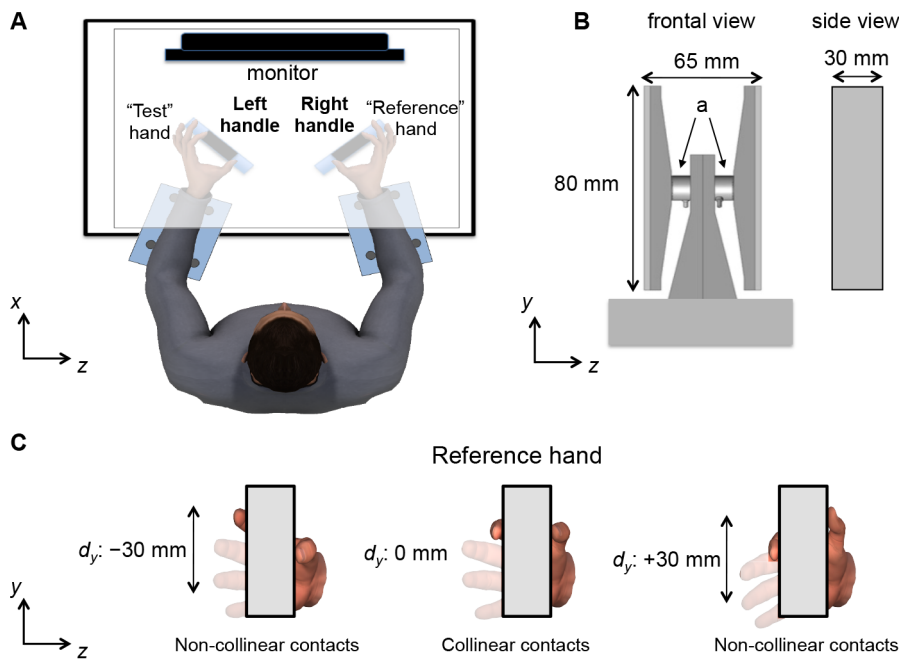 A
monitor
“Test”
hand
Left
handle
Right
handle
“Reference”
hand
x
z
B
frontal view
side view
65 mm
30 mm
a
80 mm
y
z
C
Reference hand
dy: −30 mm
dy: 0 mm
dy: +30 mm
y
z
Non-collinear contacts
Collinear contacts
Non-collinear contacts